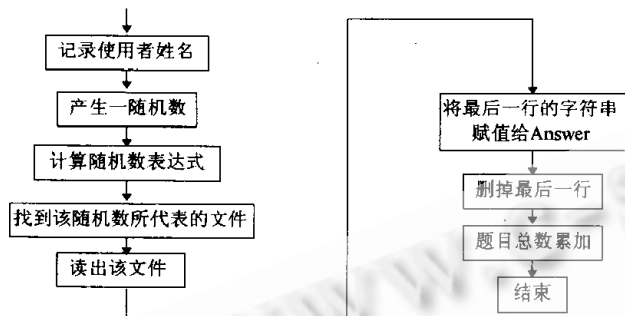 记录使用者姓名
产生一随机数
计算随机数表达式
找到该随机数所代表的文件
读出该文件
将最后一行的字符串
赋值给Answer
删掉最后一行
题目总数累加
结束